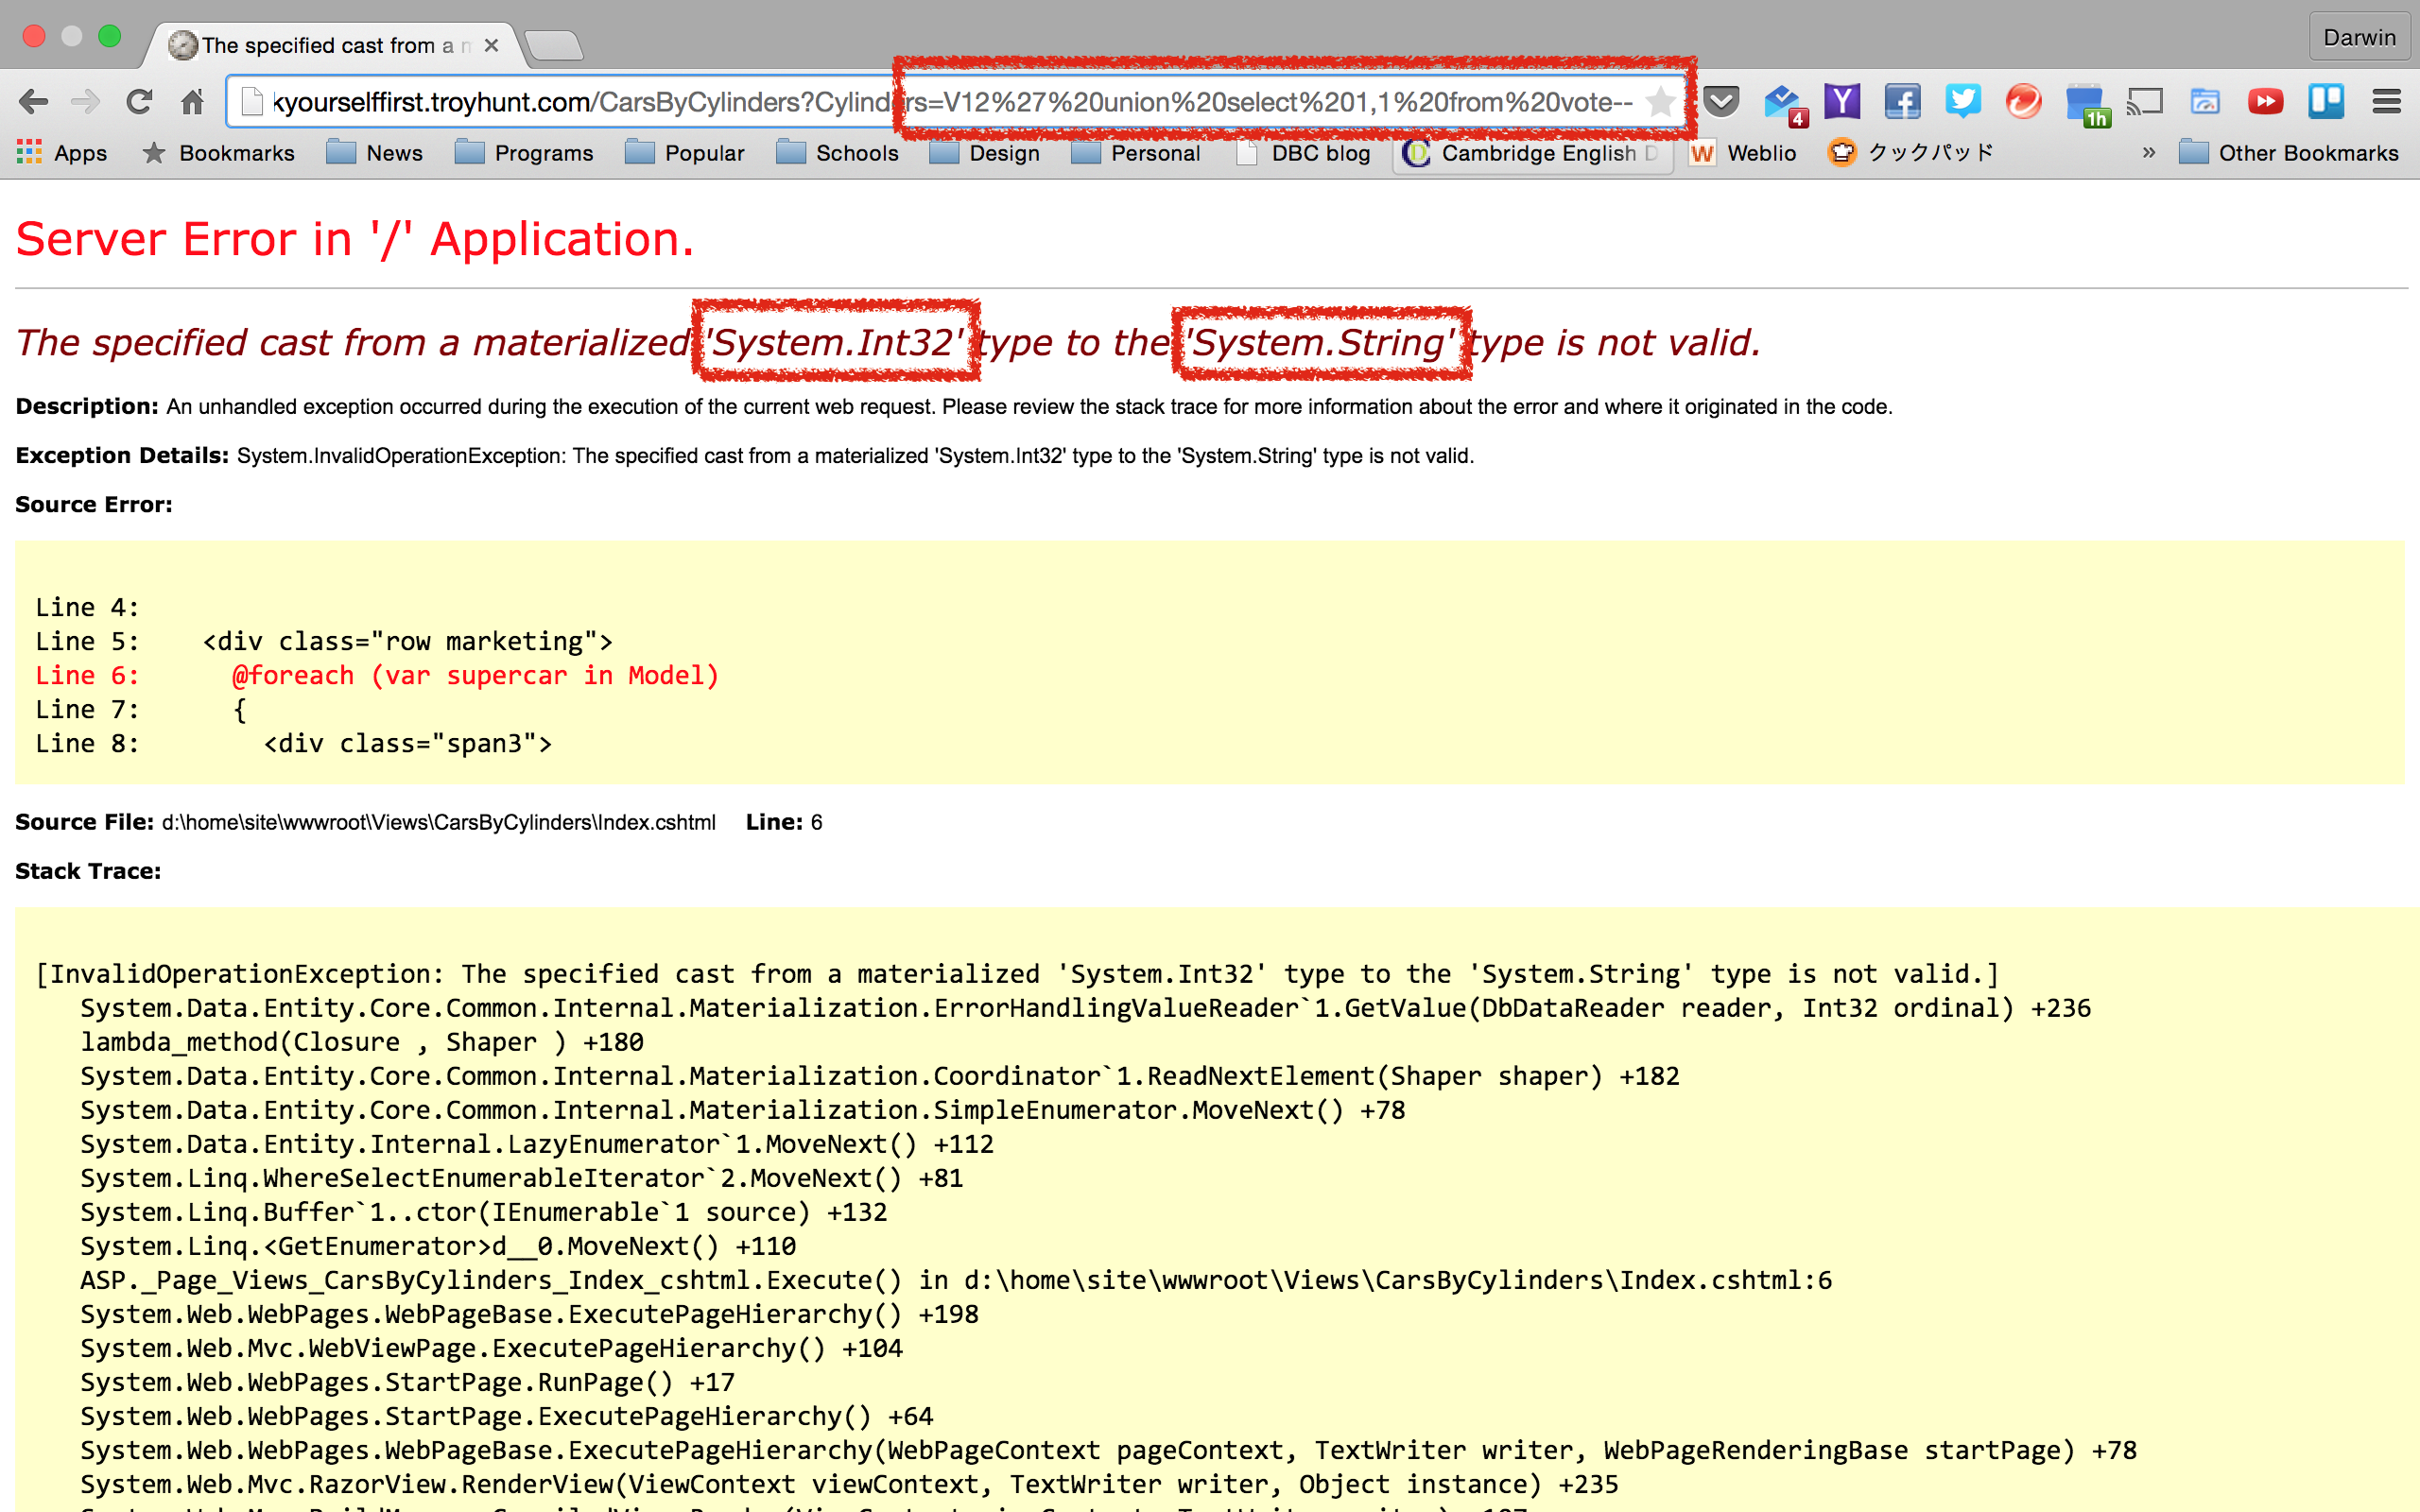 The specified cast from a m
Darwin
kyourselffirst.troyhunt.com/CarsByCylinders?Cylinders=V12%27%20union%20select%201,1%20from%20vote--
4
1h
Apps
Bookmarks
News
Programs
Popular
Schools
Design
Personal
DBC blog
Cambridge English D
Weblio
クックパッド
»
Other Bookmarks
Server Error in '/' Application.
The specified cast from a materialized 'System.Int32' type to the 'System.String' type is not valid.
Description: An unhandled exception occurred during the execution of the current web request. Please review the stack trace for more information about the error and where it originated in the code.
Exception Details: System.InvalidOperationException: The specified cast from a materialized 'System.Int32' type to the 'System.String' type is not valid.
Source Error:
Line 4:
Line 5:    <div class="row marketing">
Line 6:      @foreach (var supercar in Model)
Line 7:      {
Line 8:        <div class="span3">
Source File: d:\home\site\wwwroot\Views\CarsByCylinders\Index.cshtml    Line: 6
Stack Trace:
[InvalidOperationException: The specified cast from a materialized 'System.Int32' type to the 'System.String' type is not valid.]
   System.Data.Entity.Core.Common.Internal.Materialization.ErrorHandlingValueReader`1.GetValue(DbDataReader reader, Int32 ordinal) +236
   lambda_method(Closure , Shaper ) +180
   System.Data.Entity.Core.Common.Internal.Materialization.Coordinator`1.ReadNextElement(Shaper shaper) +182
   System.Data.Entity.Core.Common.Internal.Materialization.SimpleEnumerator.MoveNext() +78
   System.Data.Entity.Internal.LazyEnumerator`1.MoveNext() +112
   System.Linq.WhereSelectEnumerableIterator`2.MoveNext() +81
   System.Linq.Buffer`1..ctor(IEnumerable`1 source) +132
   System.Linq.<GetEnumerator>d__0.MoveNext() +110
   ASP._Page_Views_CarsByCylinders_Index_cshtml.Execute() in d:\home\site\wwwroot\Views\CarsByCylinders\Index.cshtml:6
   System.Web.WebPages.WebPageBase.ExecutePageHierarchy() +198
   System.Web.Mvc.WebViewPage.ExecutePageHierarchy() +104
   System.Web.WebPages.StartPage.RunPage() +17
   System.Web.WebPages.StartPage.ExecutePageHierarchy() +64
   System.Web.WebPages.WebPageBase.ExecutePageHierarchy(WebPageContext pageContext, TextWriter writer, WebPageRenderingBase startPage) +78
   System.Web.Mvc.RazorView.RenderView(ViewContext viewContext, TextWriter writer, Object instance) +235